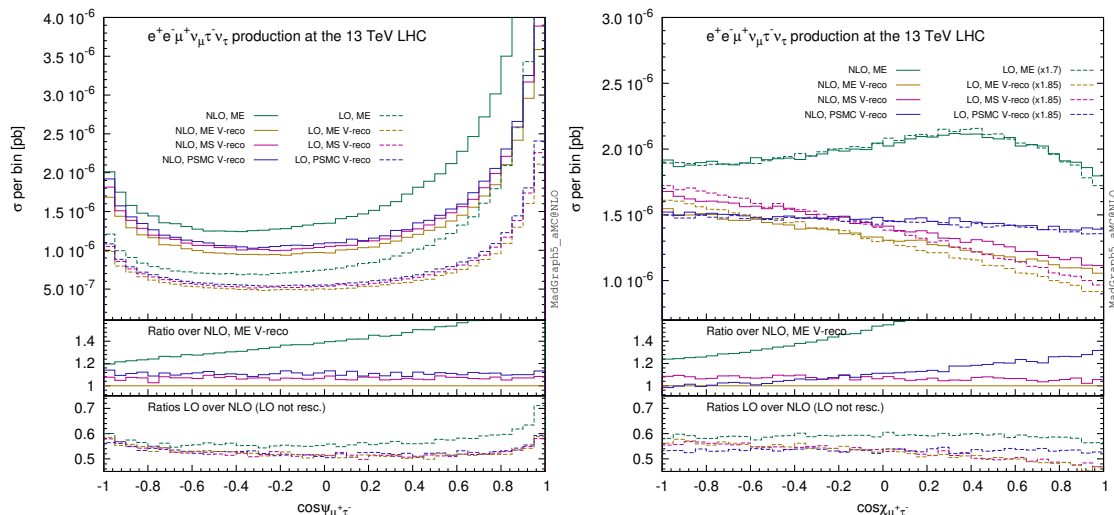 e⁺e⁻μ⁺ν_μτ⁻ν_τ production at the 13 TeV LHC
σ per bin [pb]
4.0 10⁻⁶
3.5 10⁻⁶
3.0 10⁻⁶
2.5 10⁻⁶
2.0 10⁻⁶
1.5 10⁻⁶
1.0 10⁻⁶
5.0 10⁻⁷
NLO, ME
NLO, ME V-reco
NLO, MS V-reco
NLO, PSMC V-reco
LO, ME
LO, ME V-reco
LO, MS V-reco
LO, PSMC V-reco
MadGraph5_aMC@NLO
Ratio over NLO, ME V-reco
1.4
1.2
1
Ratios LO over NLO (LO not resc.)
0.7
0.6
0.5
-1 -0.8 -0.6 -0.4 -0.2 0 0.2 0.4 0.6 0.8 1
cosψ_μ⁺τ⁻
e⁺e⁻μ⁺ν_μτ⁻ν_τ production at the 13 TeV LHC
σ per bin [pb]
3.0 10⁻⁶
2.5 10⁻⁶
2.0 10⁻⁶
1.5 10⁻⁶
1.0 10⁻⁶
NLO, ME
NLO, ME V-reco
NLO, MS V-reco
NLO, PSMC V-reco
LO, ME (x1.7)
LO, ME V-reco (x1.85)
LO, MS V-reco (x1.85)
LO, PSMC V-reco (x1.85)
MadGraph5_aMC@NLO
Ratio over NLO, ME V-reco
1.4
1.2
1
Ratios LO over NLO (LO not resc.)
0.7
0.6
0.5
-1 -0.8 -0.6 -0.4 -0.2 0 0.2 0.4 0.6 0.8 1
cosχ_μ⁺τ⁻